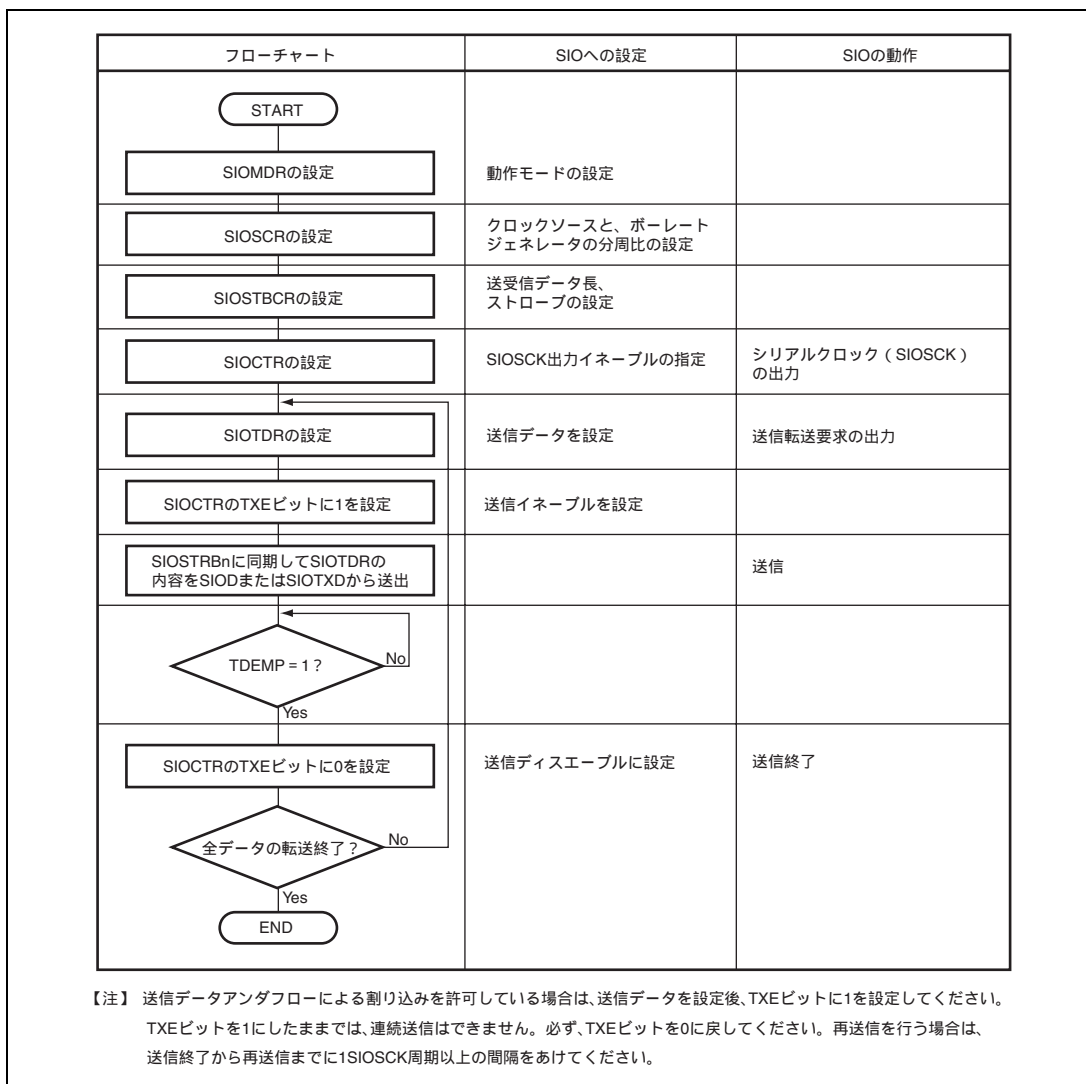 フローチャート
SIOへの設定
SIOの動作
START
SIOMDRの設定
動作モードの設定
SIOSCRの設定
クロックソースと、ボーレート
ジェネレータの分周比の設定
SIOSTBCRの設定
送受信データ長、
ストローブの設定
SIOCTRの設定
SIOSCK出力イネーブルの指定
シリアルクロック(SIOSCK)
の出力
SIOTDRの設定
送信データを設定
送信転送要求の出力
SIOCTRのTXEビットに1を設定
送信イネーブルを設定
SIOSTRBnに同期してSIOTDRの
内容をSIODまたはSIOTXDから送出
送信
TDEMP = 1?
No
Yes
SIOCTRのTXEビットに0を設定
送信ディスエーブルに設定
送信終了
全データの転送終了?
No
Yes
END
【注】 送信データアンダフローによる割り込みを許可している場合は、送信データを設定後、TXEビットに1を設定してください。
TXEビットを1にしたままでは、連続送信はできません。必ず、TXEビットを0に戻してください。再送信を行う場合は、
送信終了から再送信までに1SIOSCK周期以上の間隔をあけてください。